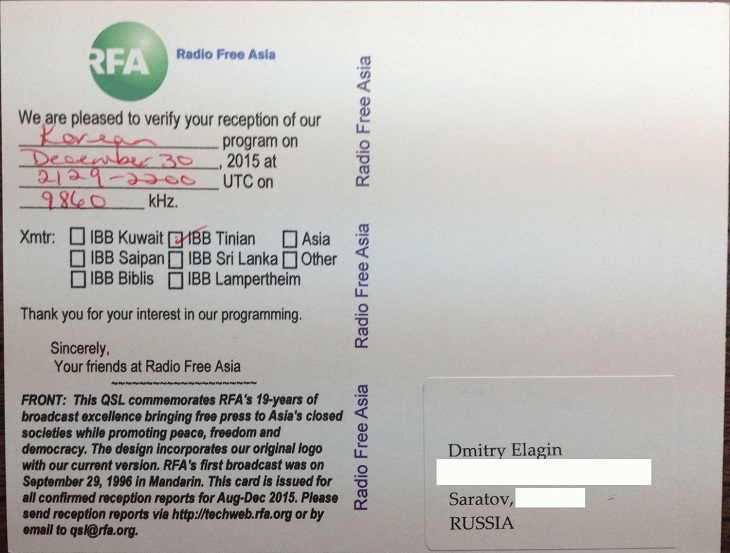 RFA Radio Free Asia
We are pleased to verify your reception of our
Korean program on
December 30, 2015 at
2129-2200 UTC on
9860 kHz.
Xmtr: IBB Kuwait IBB Tinian Asia
IBB Saipan IBB Sri Lanka Other
IBB Biblis IBB Lampertheim
Thank you for your interest in our programming.
Sincerely,
Your friends at Radio Free Asia
~~~~~~~~~~~~~~~~~~~~
FRONT: This QSL commemorates RFA's 19-years of
broadcast excellence bringing free press to Asia's closed
societies while promoting peace, freedom and
democracy. The design incorporates our original logo
with our current version. RFA's first broadcast was on
September 29, 1996 in Mandarin. This card is issued for
all confirmed reception reports for Aug-Dec 2015. Please
send reception reports via http://techweb.rfa.org or by
email to qsl@rfa.org.
Radio Free Asia
Radio Free Asia
Radio Free Asia
Dmitry Elagin
Saratov,
RUSSIA